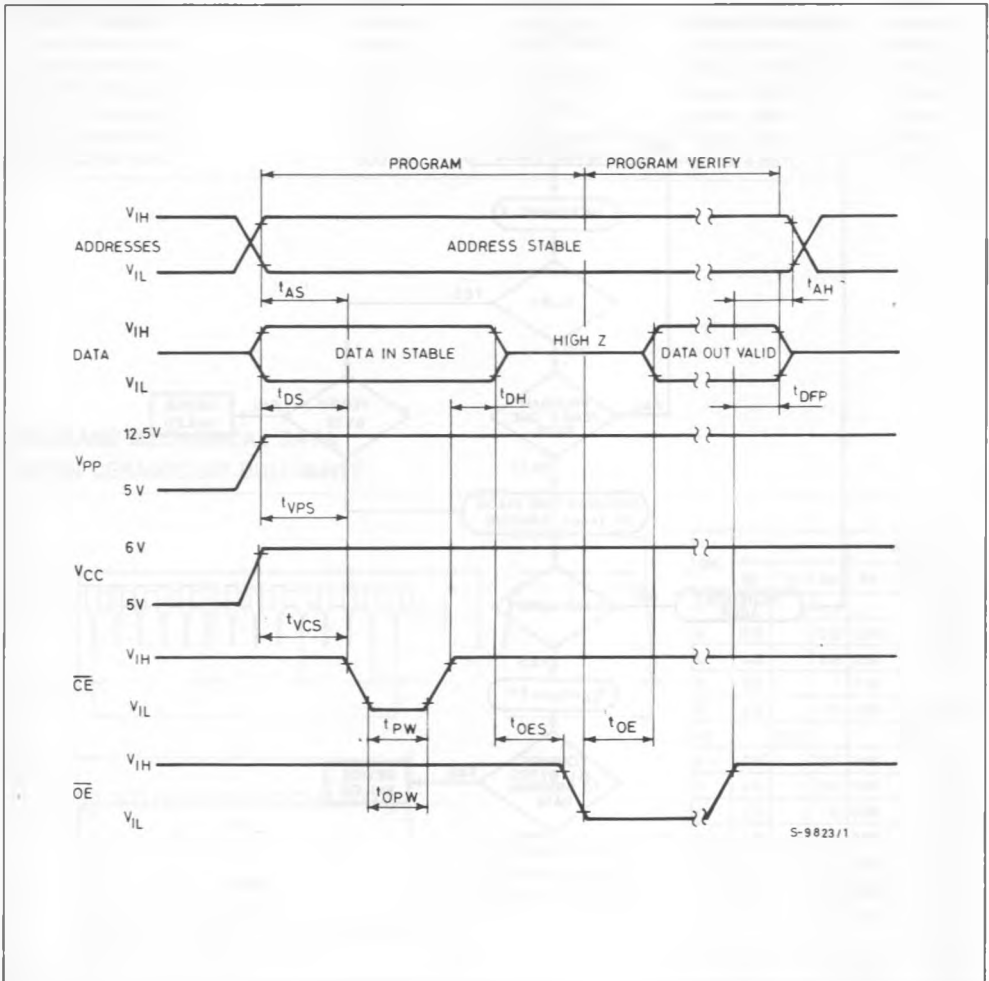 PROGRAM PROGRAM VERIFY
VIH
ADDRESSES ADDRESS STABLE
VIL
tAS tAH
VIH
DATA DATA IN STABLE HIGH Z DATA OUT VALID
VIL
tDS tDH tDFP
12.5V
VPP
5V
tVPS
6V
VCC
5V
tVCS
VIH
CE
VIL
tPW tOES tOE
VIH
OE
tOPW
VIL
S-9823/1